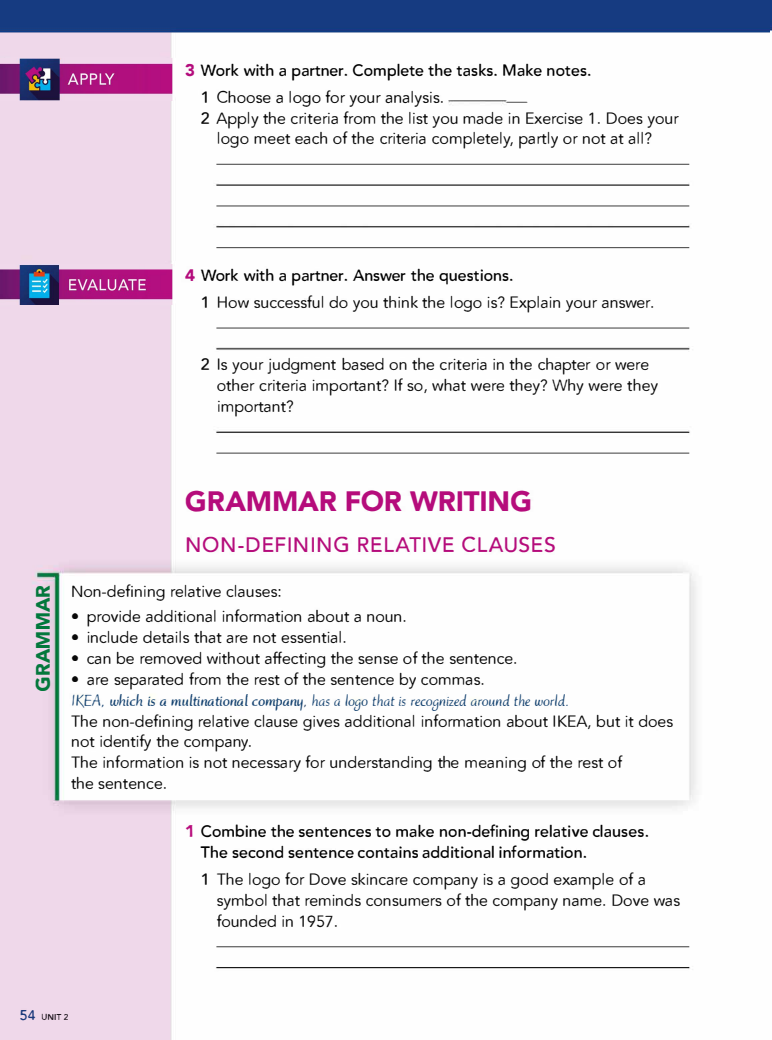 APPLY
3 Work with a partner. Complete the tasks. Make notes.
1 Choose a logo for your analysis.
2 Apply the criteria from the list you made in Exercise 1. Does your
logo meet each of the criteria completely, partly or not at all?
EVALUATE
4 Work with a partner. Answer the questions.
1 How successful do you think the logo is? Explain your answer.
2 Is your judgment based on the criteria in the chapter or were
other criteria important? If so, what were they? Why were they
important?
GRAMMAR FOR WRITING
NON-DEFINING RELATIVE CLAUSES
GRAMMAR
Non-defining relative clauses:
• provide additional information about a noun.
• include details that are not essential.
• can be removed without affecting the sense of the sentence.
• are separated from the rest of the sentence by commas.
IKEA, which is a multinational company, has a logo that is recognized around the world.
The non-defining relative clause gives additional information about IKEA, but it does
not identify the company.
The information is not necessary for understanding the meaning of the rest of
the sentence.
1 Combine the sentences to make non-defining relative clauses.
The second sentence contains additional information.
1 The logo for Dove skincare company is a good example of a
symbol that reminds consumers of the company name. Dove was
founded in 1957.
54 UNIT 2